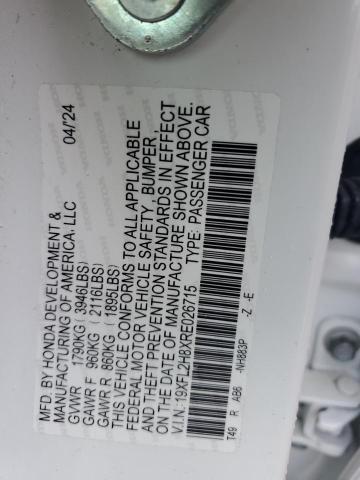 MFD. BY HONDA DEVELOPMENT &
MANUFACTURING OF AMERICA, LLC 04/24
GVWR 1790KG (3946LBS)
GAWR F 960KG (2116LBS)
GAWR R 860KG (1895LBS)
THIS VEHICLE CONFORMS TO ALL APPLICABLE
FEDERAL MOTOR VEHICLE SAFETY, BUMPER,
AND THEFT PREVENTION STANDARDS IN EFFECT
ON THE DATE OF MANUFACTURE SHOWN ABOVE.
V.I.N: 19XFL2H8XRE026715 TYPE: PASSENGER CAR
T49 R AB6 -NH883P -Z -E